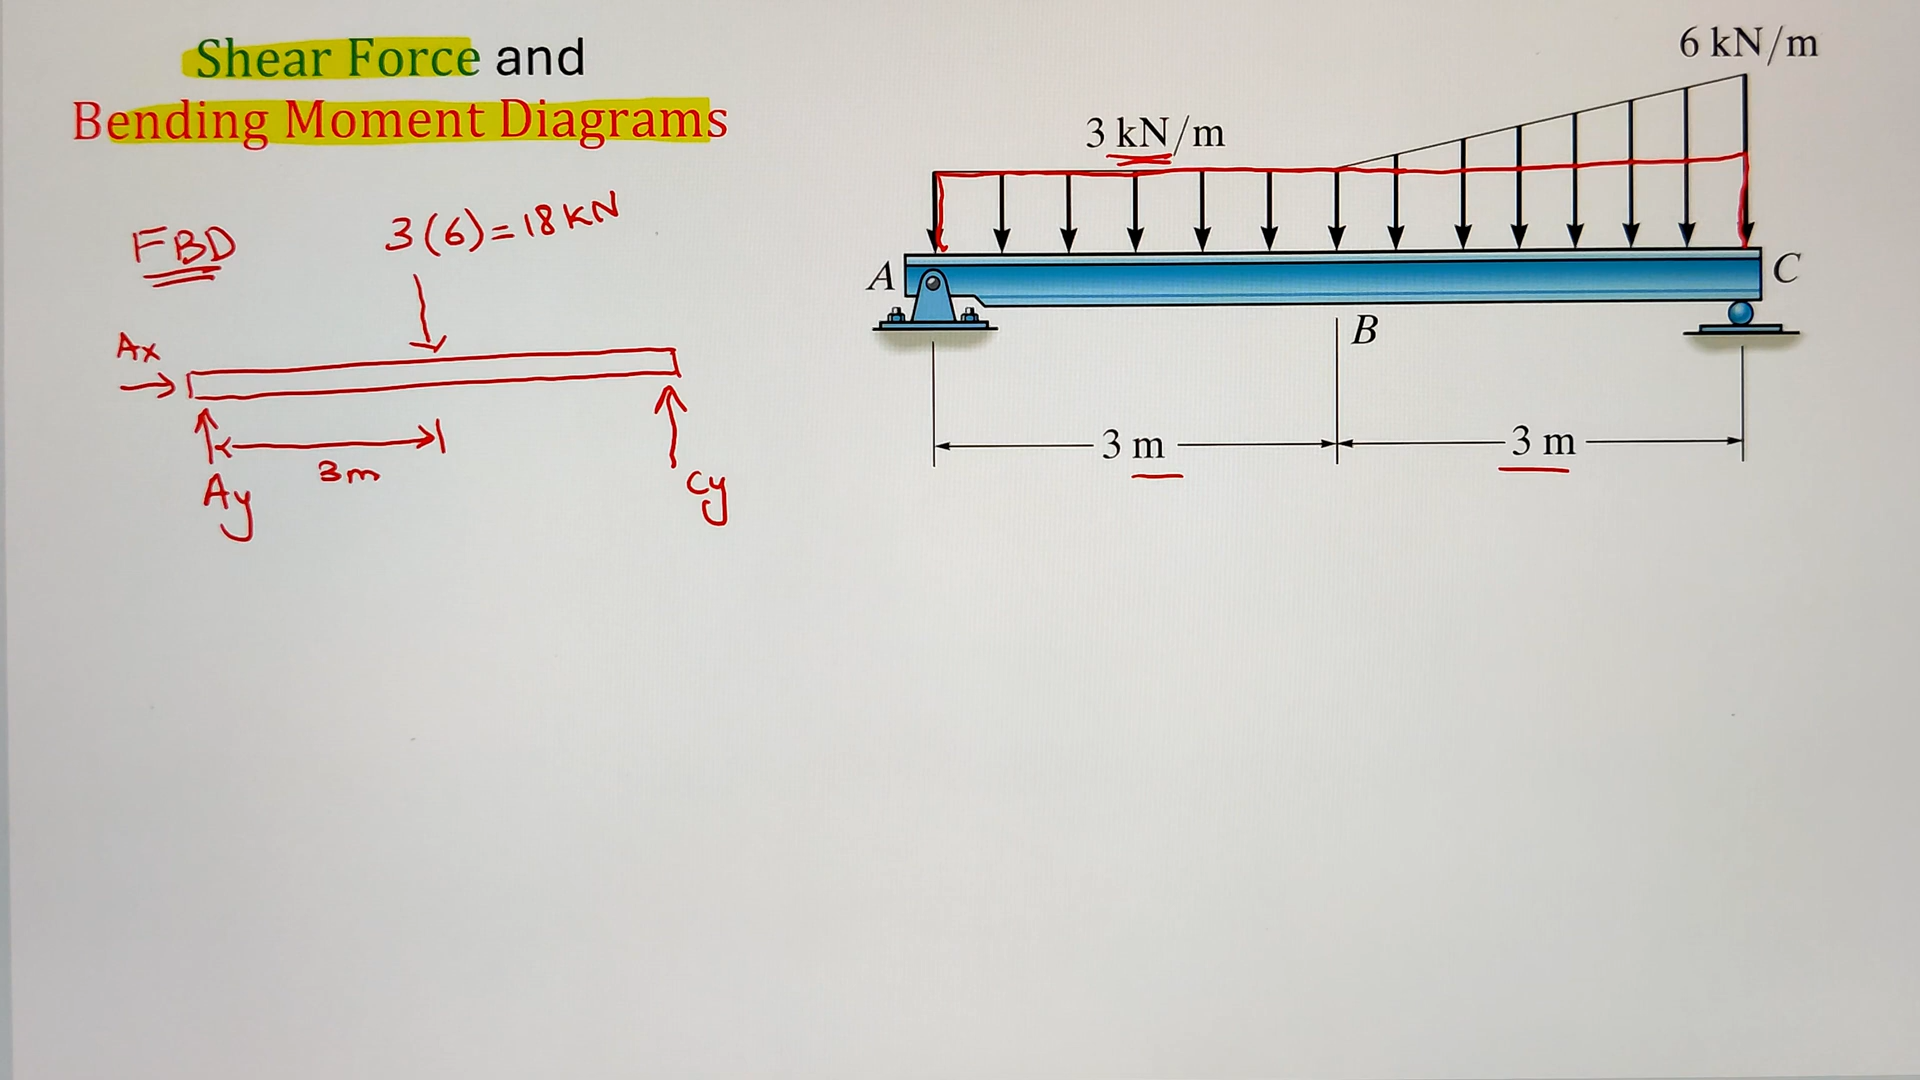 Shear Force and
Bending Moment Diagrams
6 kN/m
3 kN/m
FBD
3(6)=18KN
A
C
B
Ax
3m
Ay
Cy
3 m
3 m